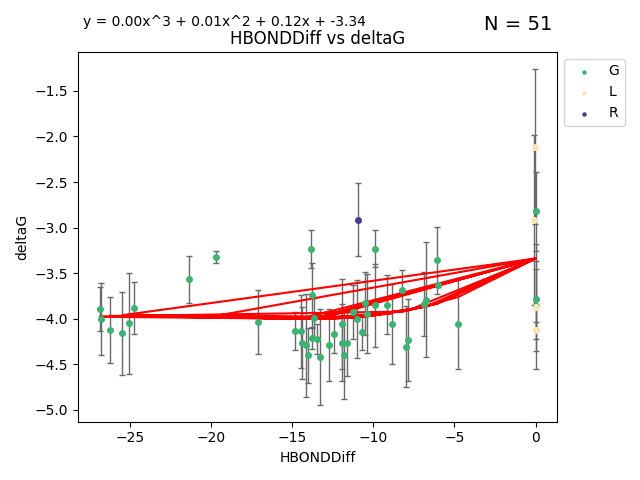 y = 0.00x^3 + 0.01x^2 + 0.12x + -3.34
N = 51
HBONDDiff vs deltaG
G
L
R
−1.5
−2.0
−2.5
−3.0
−3.5
−4.0
−4.5
−5.0
deltaG
−25
−20
−15
−10
−5
0
HBONDDiff